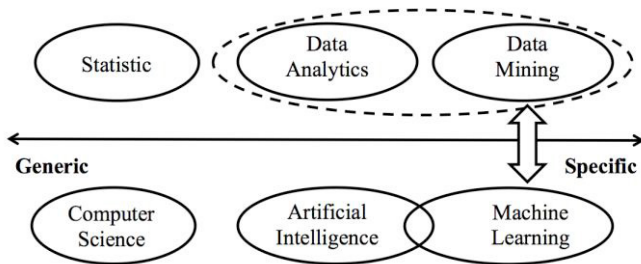 Statistic
Data
Analytics
Data
Mining
Generic
Specific
Computer
Science
Artificial
Intelligence
Machine
Learning